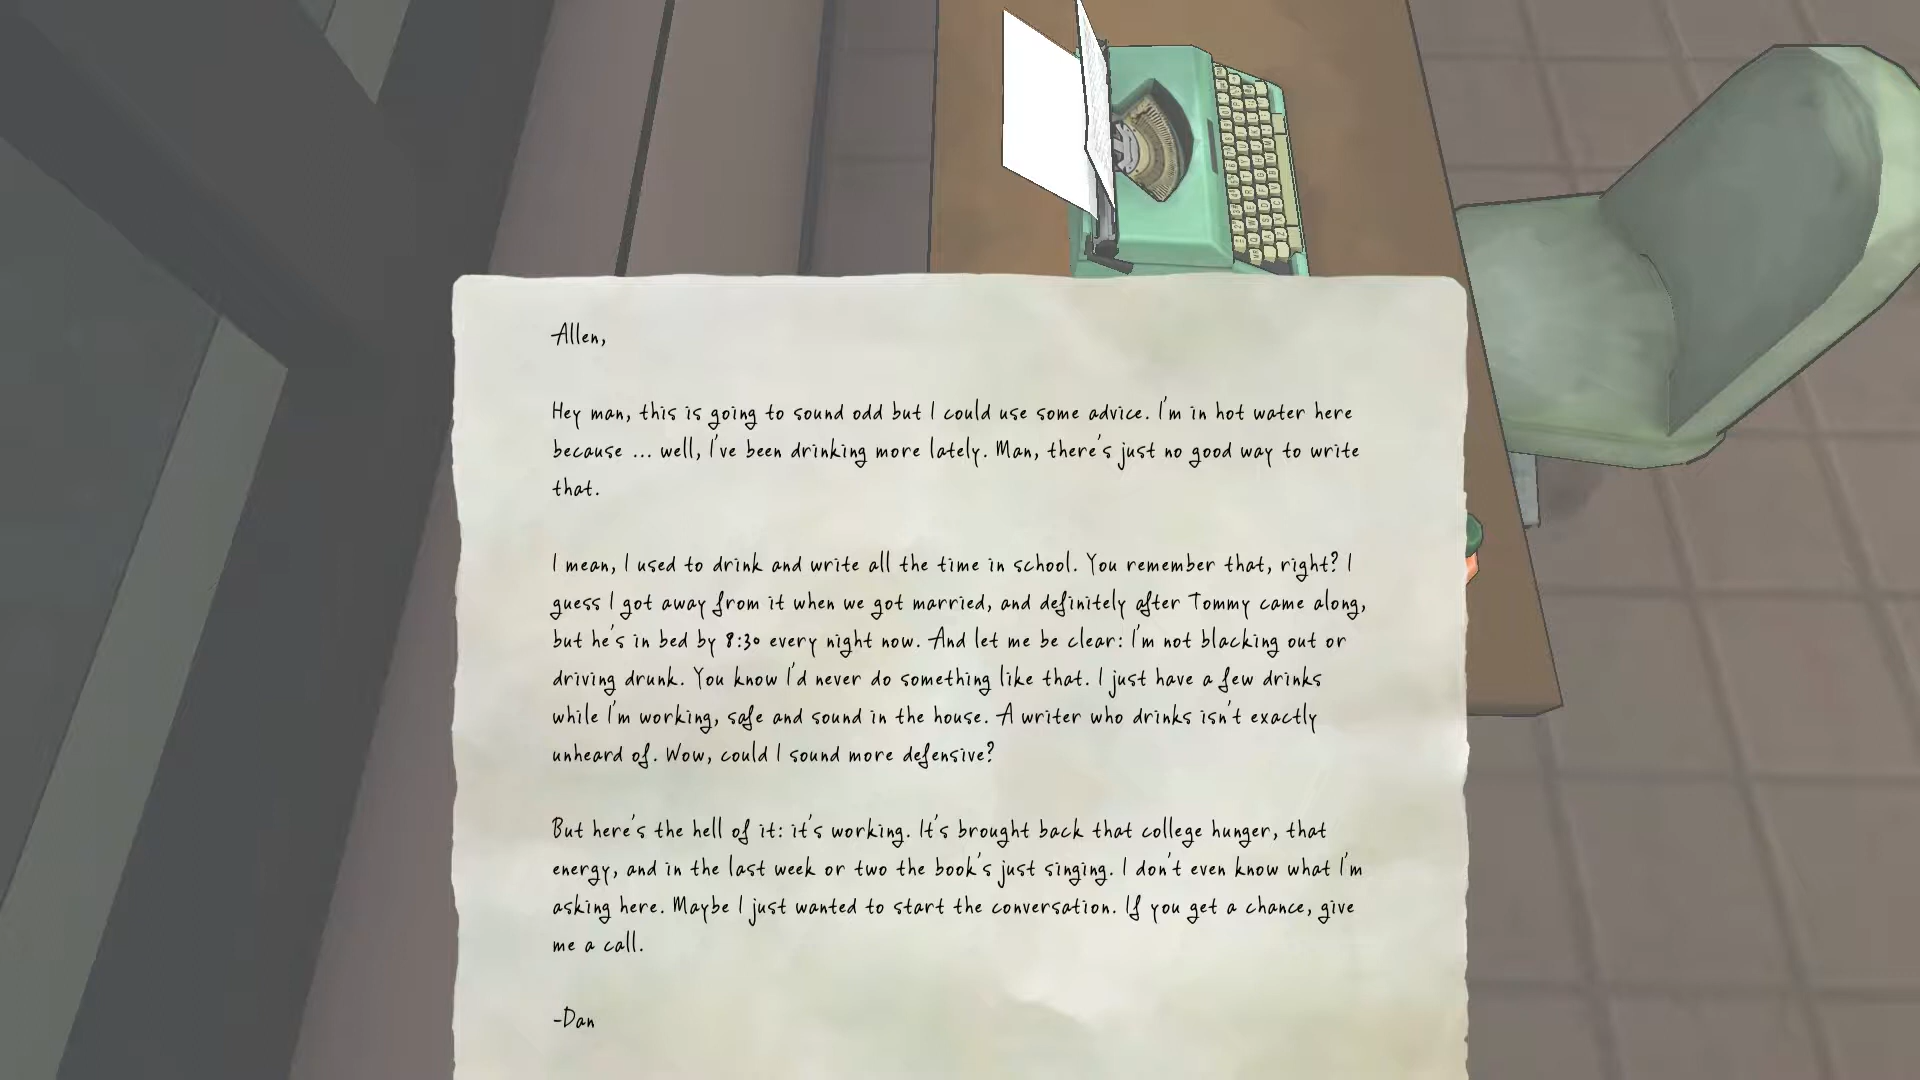 Allen,
Hey man, this is going to sound odd but I could use some advice. I'm in hot water here
because ... well, I've been drinking more lately. Man, there's just no good way to write
that.
I mean, I used to drink and write all the time in school. You remember that, right? I
guess I got away from it when we got married, and definitely after Tommy came along,
but he's in bed by 8:30 every night now. And let me be clear: I'm not blacking out or
driving drunk. You know I'd never do something like that. I just have a few drinks
while I'm working, safe and sound in the house. A writer who drinks isn't exactly
unheard of. Wow, could I sound more defensive?
But here's the hell of it: it's working. It's brought back that college hunger, that
energy, and in the last week or two the book's just singing. I don't even know what I'm
asking here. Maybe I just wanted to start the conversation. If you get a chance, give
me a call.
-Dan